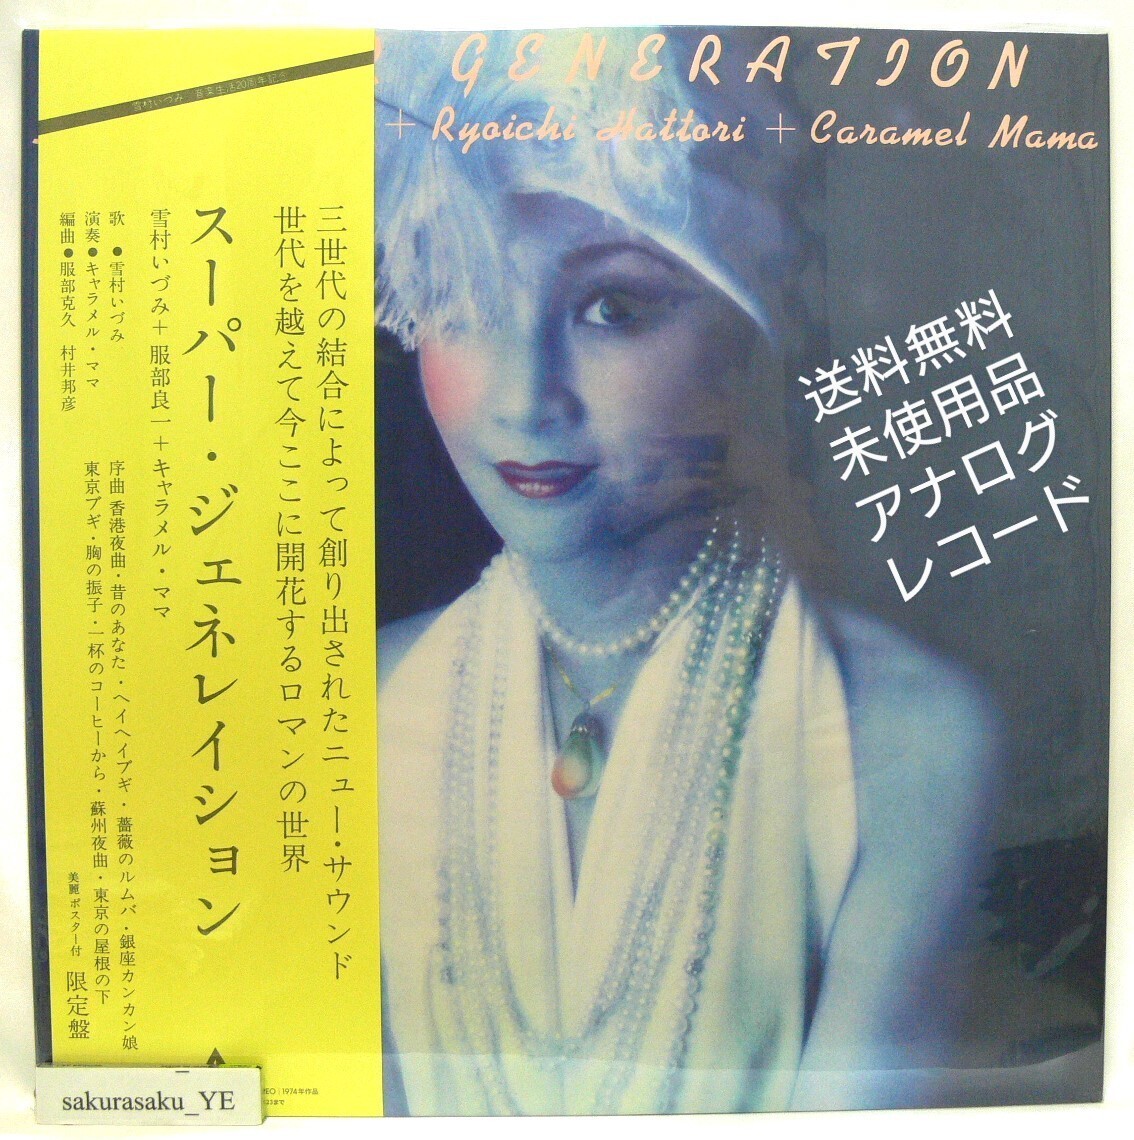 GENERATION
+ Ryoichi Hattori + Caramel Mama
雪村いづみ 音楽生活20周年記念
三世代の結合によって創り出されたニュー・サウンド
世代を越えて今ここに開花するロマンの世界
スーパー・ジェネレイション
雪村いづみ+服部良一+キャラメル・ママ
歌 ●雪村いづみ
演奏●キャラメル・ママ
編曲●服部克久 村井邦彦
序曲 香港夜曲・昔のあなた・ヘイヘイブギ・薔薇のルムバ・銀座カンカン娘
東京ブギ・胸の振子・一杯のコーヒーから・蘇州夜曲・東京の屋根の下
美麗ポスター付 限定盤
送料無料
未使用品
アナログ
レコード
1974年作品
まで
sakurasaku_YE